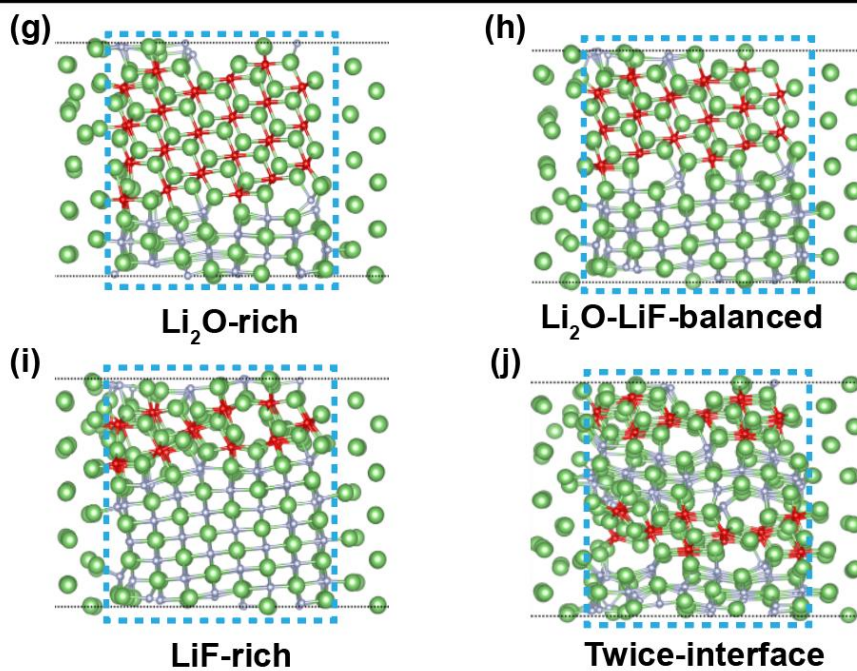 (g)
(h)
Li₂O-rich
Li₂O-LiF-balanced
(i)
(j)
LiF-rich
Twice-interface